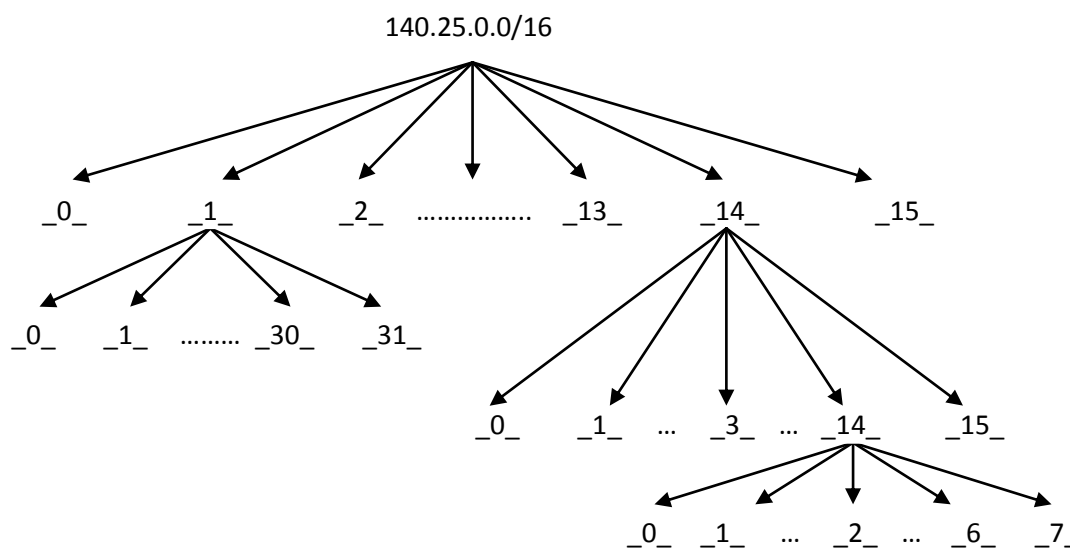 140.25.0.0/16
_0_ _1_ _2_ …………….. _13_ _14_ _15_
_0_ _1_ ……… _30_ _31_
_0_ _1_ … _3_ … _14_ _15_
_0_ _1_ … _2_ … _6_ _7_